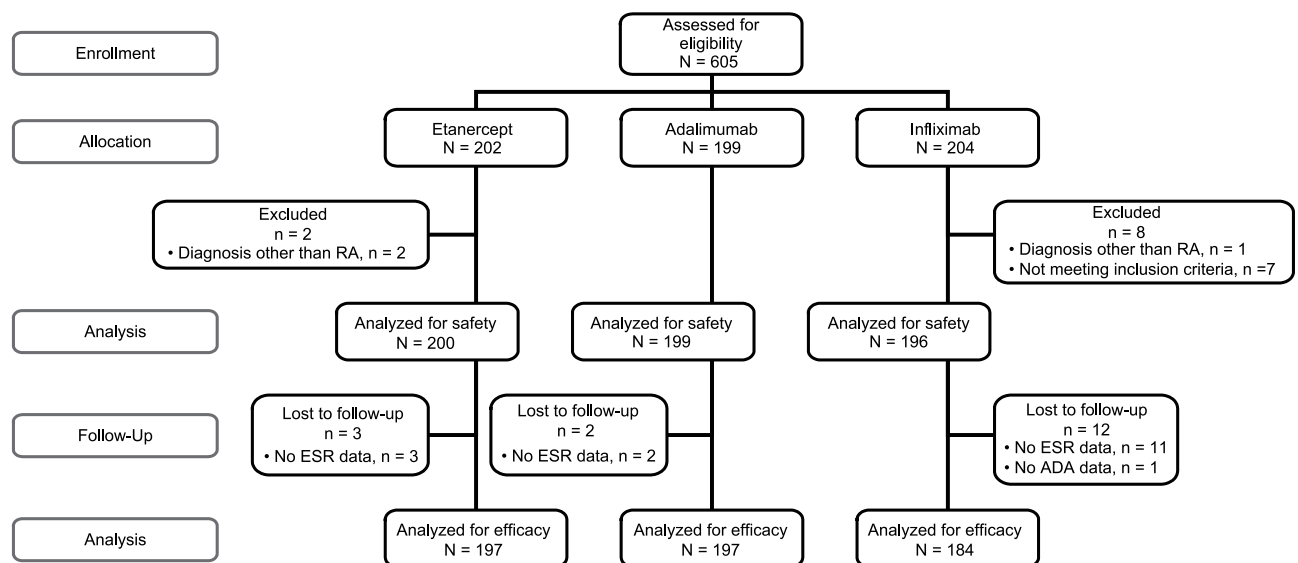 Enrollment
Assessed for
eligibility
N = 605
Allocation
Etanercept
N = 202
Adalimumab
N = 199
Infliximab
N = 204
Excluded
n = 2
• Diagnosis other than RA, n = 2
Excluded
n = 8
• Diagnosis other than RA, n = 1
• Not meeting inclusion criteria, n =7
Analysis
Analyzed for safety
N = 200
Analyzed for safety
N = 199
Analyzed for safety
N = 196
Follow-Up
Lost to follow-up
n = 3
• No ESR data, n = 3
Lost to follow-up
n = 2
• No ESR data, n = 2
Lost to follow-up
n = 12
• No ESR data, n = 11
• No ADA data, n = 1
Analysis
Analyzed for efficacy
N = 197
Analyzed for efficacy
N = 197
Analyzed for efficacy
N = 184